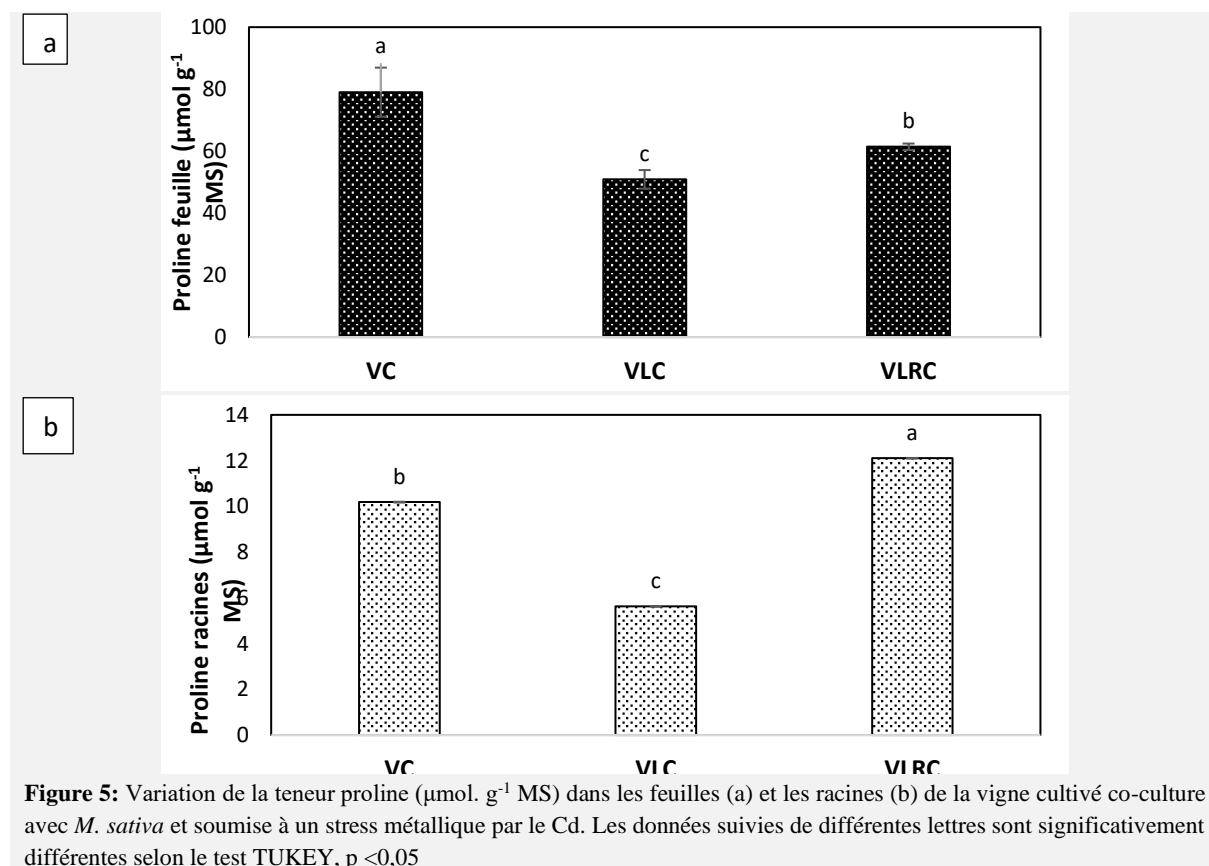 a
Proline feuille (µmol g⁻¹
MS)
100
80
60
40
20
0
a
c
b
VC VLC VLRC
b
Proline racines (µmol g⁻¹
MS)
14
12
10
8
6
4
2
0
b
c
a
VC VLC VLRC
Figure 5: Variation de la teneur proline (µmol. g⁻¹ MS) dans les feuilles (a) et les racines (b) de la vigne cultivé co-culture
avec M. sativa et soumise à un stress métallique par le Cd. Les données suivies de différentes lettres sont significativement
différentes selon le test TUKEY, p <0,05